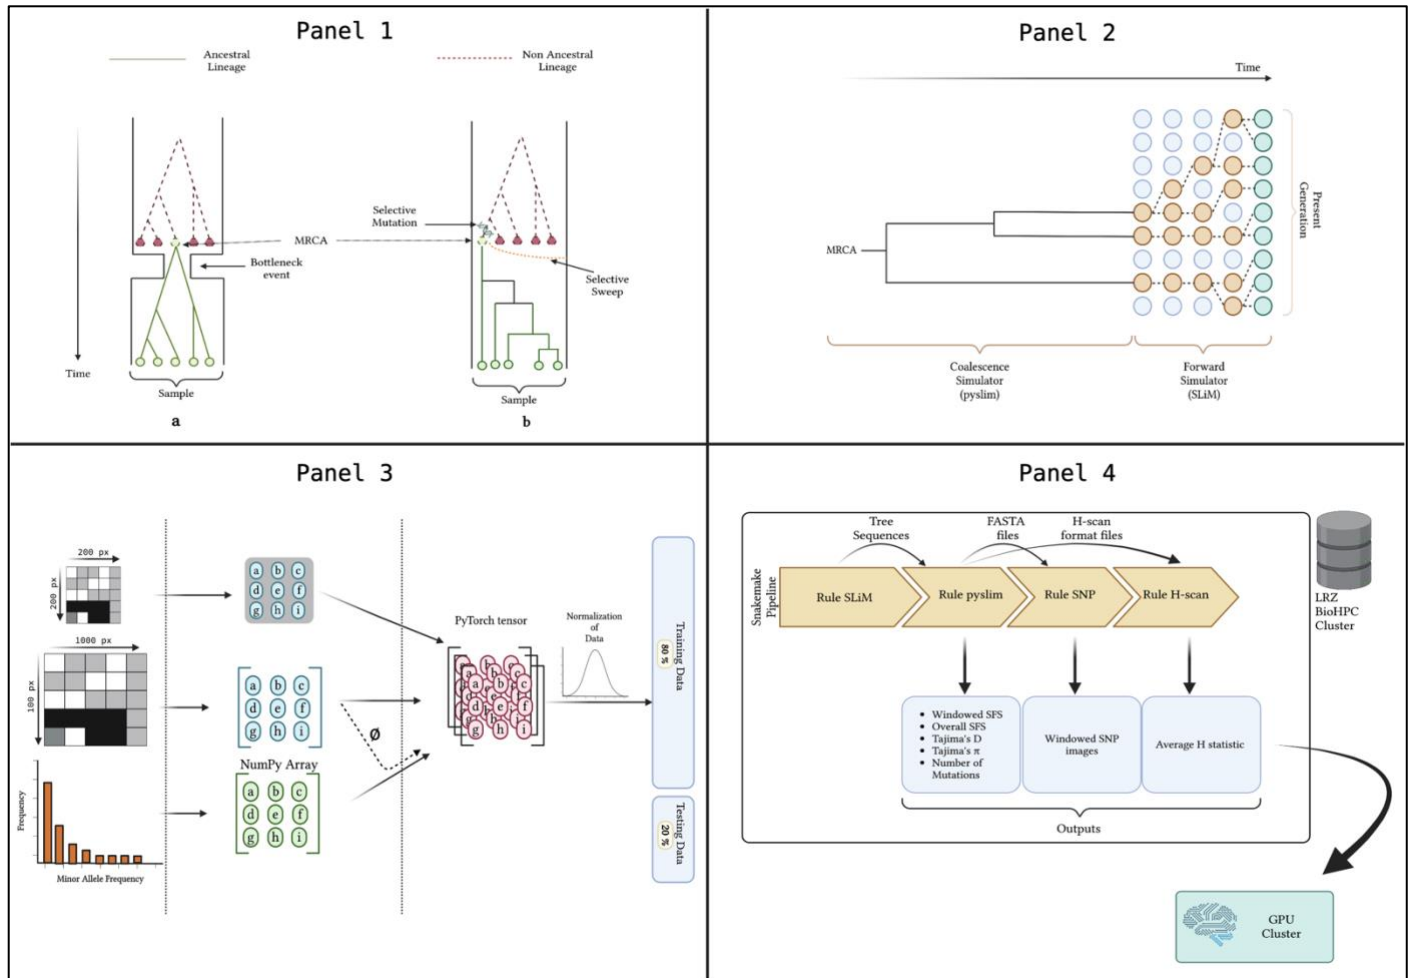 Panel 1
Ancestral
Lineage
Non Ancestral
Lineage
Selective
Mutation
MRCA
Bottleneck
event
Selective
Sweep
Time
Sample
Sample
a
b
Panel 2
Time
MRCA
Present
Generation
Coalescence
Simulator
(pyslim)
Forward
Simulator
(SLiM)
Panel 3
200 px
200 px
1000 px
100 px
Frequency
Minor Allele Frequency
a b c
d e f
g h i
a b c
d e f
g h i
NumPy Array
a b c
d e f
g h i
Ø
PyTorch tensor
a b c
d e f
g h i
Normalization
of
Data
Training Data
80 %
Testing Data
20 %
Panel 4
Tree
Sequences
FASTA
files
H-scan
format files
Snakemake
Pipeline
Rule SLiM
Rule pyslim
Rule SNP
Rule H-scan
LRZ
BioHPC
Cluster
• Windowed SFS
• Overall SFS
• Tajima's D
• Tajima's π
• Number of
Mutations
Windowed SNP
images
Average H statistic
Outputs
GPU
Cluster